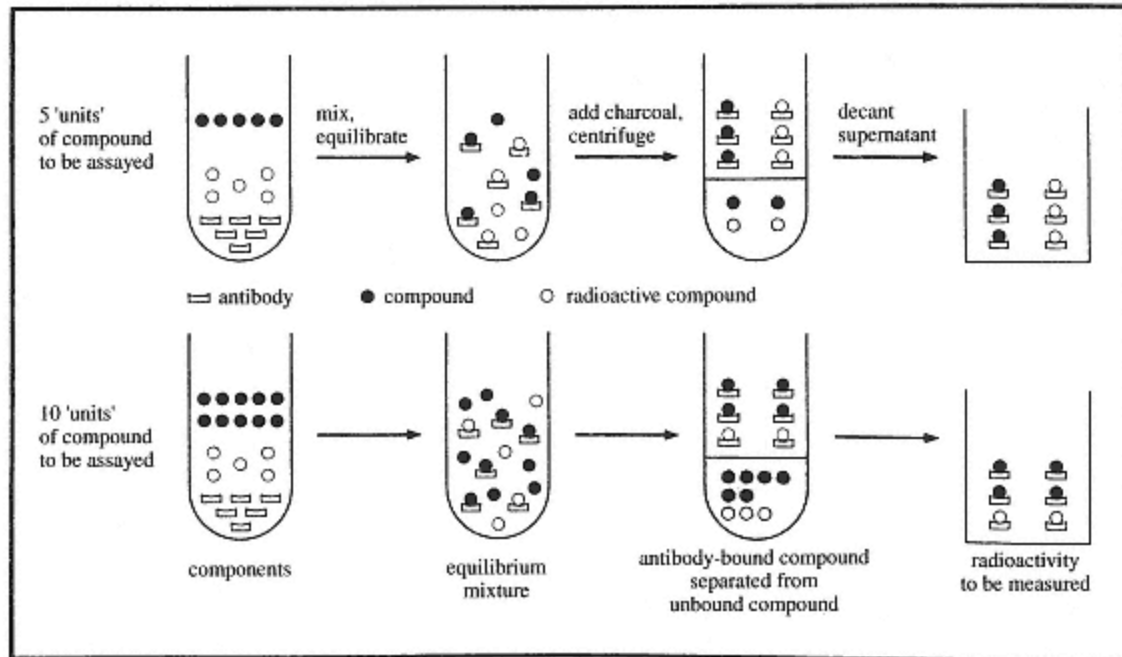 5 'units'
of compound
to be assayed
mix,
equilibrate
add charcoal,
centrifuge
decant
supernatant
antibody
compound
radioactive compound
10 'units'
of compound
to be assayed
components
equilibrium
mixture
antibody-bound compound
separated from
unbound compound
radioactivity
to be measured